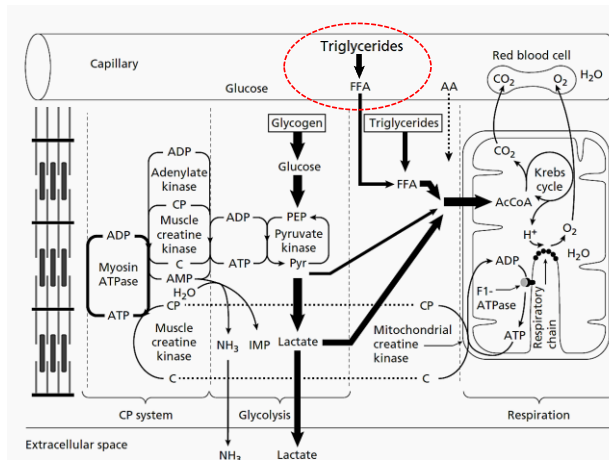 Capillary
Triglycerides
Glucose
FFA
AA
Red blood cell
CO2
O2
H2O
Glycogen
Triglycerides
Glucose
FFA
ADP
Adenylate
kinase
CP
Muscle
creatine
kinase
C
AMP
H2O
ADP
Myosin
ATPase
ATP
ADP
ATP
PEP
Pyruvate
kinase
Pyr
CO2
Krebs
cycle
AcCoA
H+
O2
H2O
ADP
F1-
ATPase
ATP
Respiratory
chain
CP
CP
Muscle
creatine
kinase
NH3
IMP
Lactate
Mitochondrial
creatine
kinase
C
C
CP system
Glycolysis
Respiration
Extracellular space
NH3
Lactate